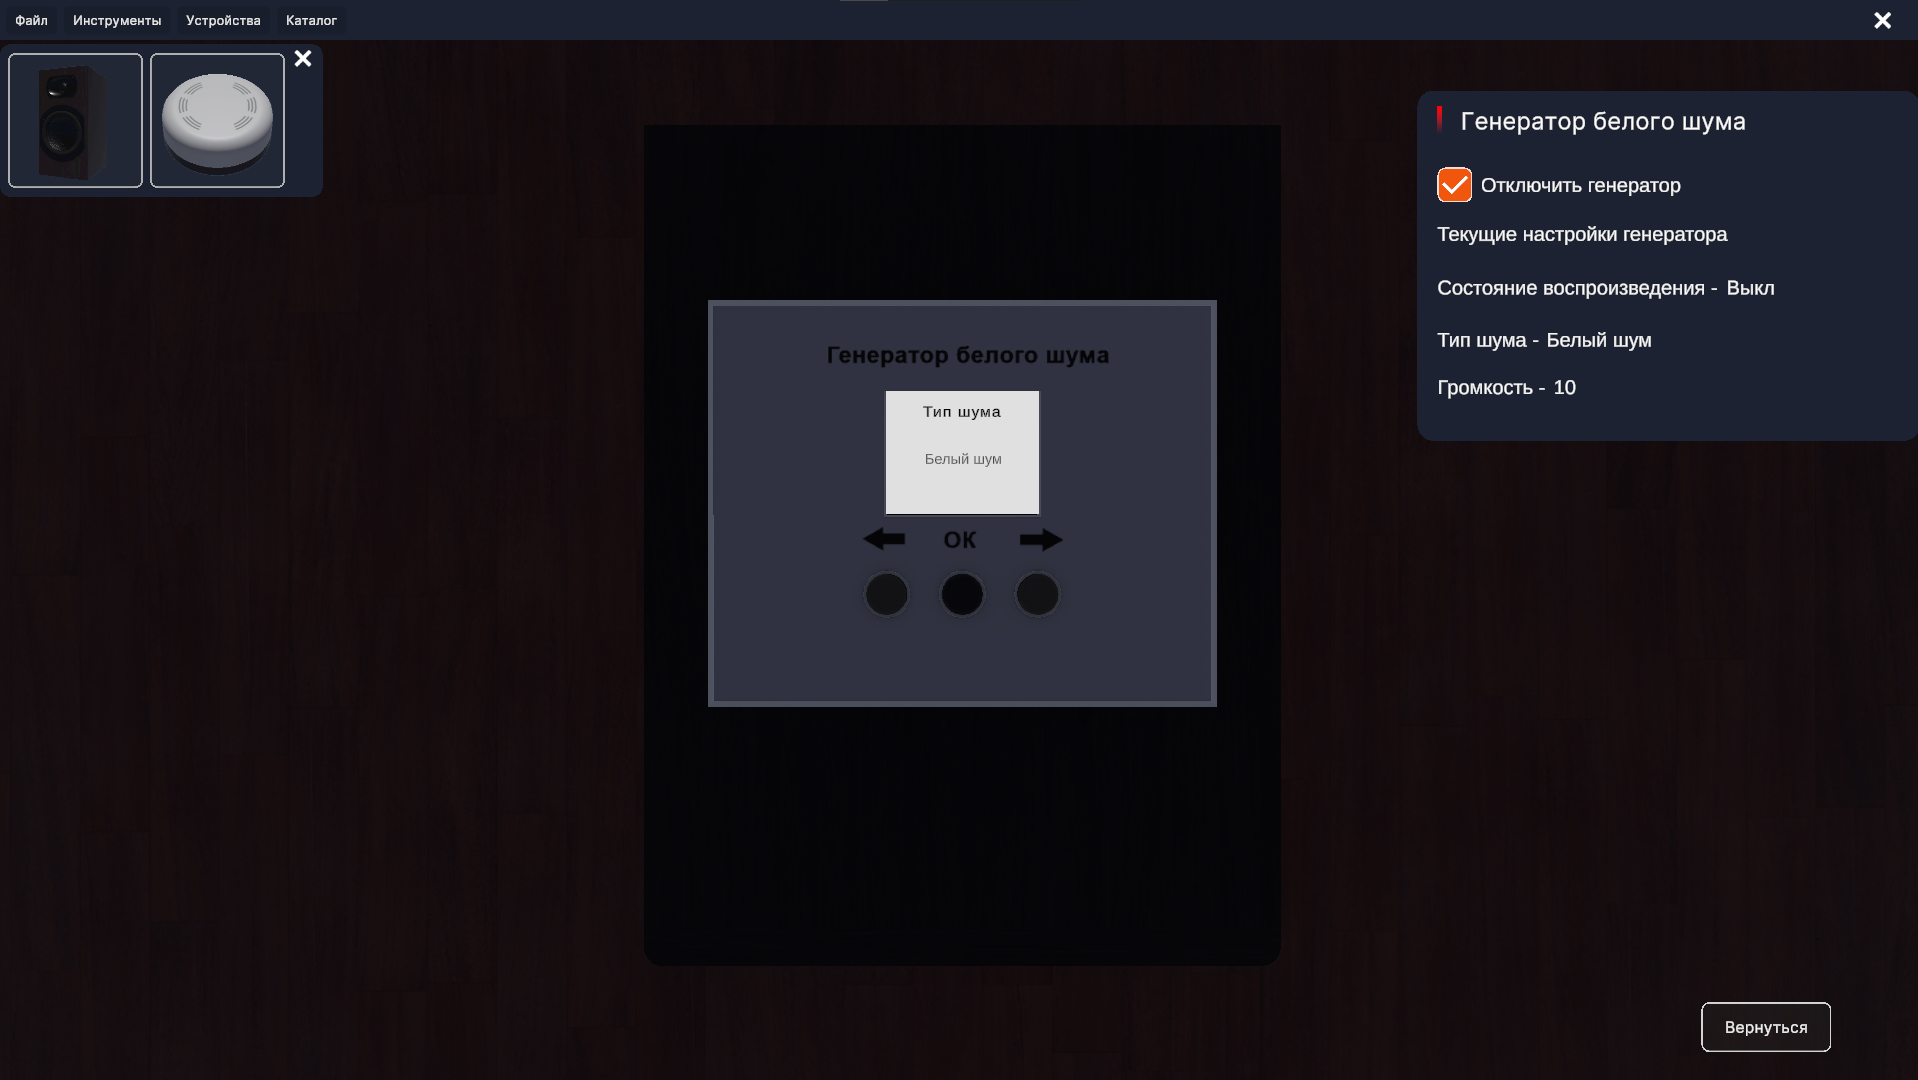 Файл Инструменты Устройства Каталог
Генератор белого шума
Отключить генератор
Текущие настройки генератора
Состояние воспроизведения - Выкл
Тип шума - Белый шум
Громкость - 10
Генератор белого шума
Тип шума
Белый шум
ОК
Вернуться